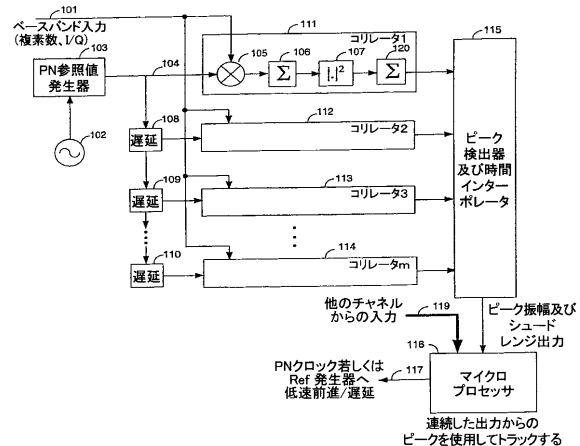 101
ベースバンド入力
(複素数、I/Q)
103
PN参照値
発生器
102
104
111
コリレータ1
105
106
Σ
107
|.|²
120
Σ
115
ピーク
検出器
及び時間
インター
ポレータ
108
遅延
112
コリレータ2
109
遅延
113
コリレータ3
110
遅延
114
コリレータm
他のチャネル
からの入力
119
ピーク振幅及び
シュード
レンジ出力
116
マイクロ
プロセッサ
117
PNクロック若しくは
Ref 発生器へ
低速前進/遅延
連続した出力からの
ピークを使用してトラックする